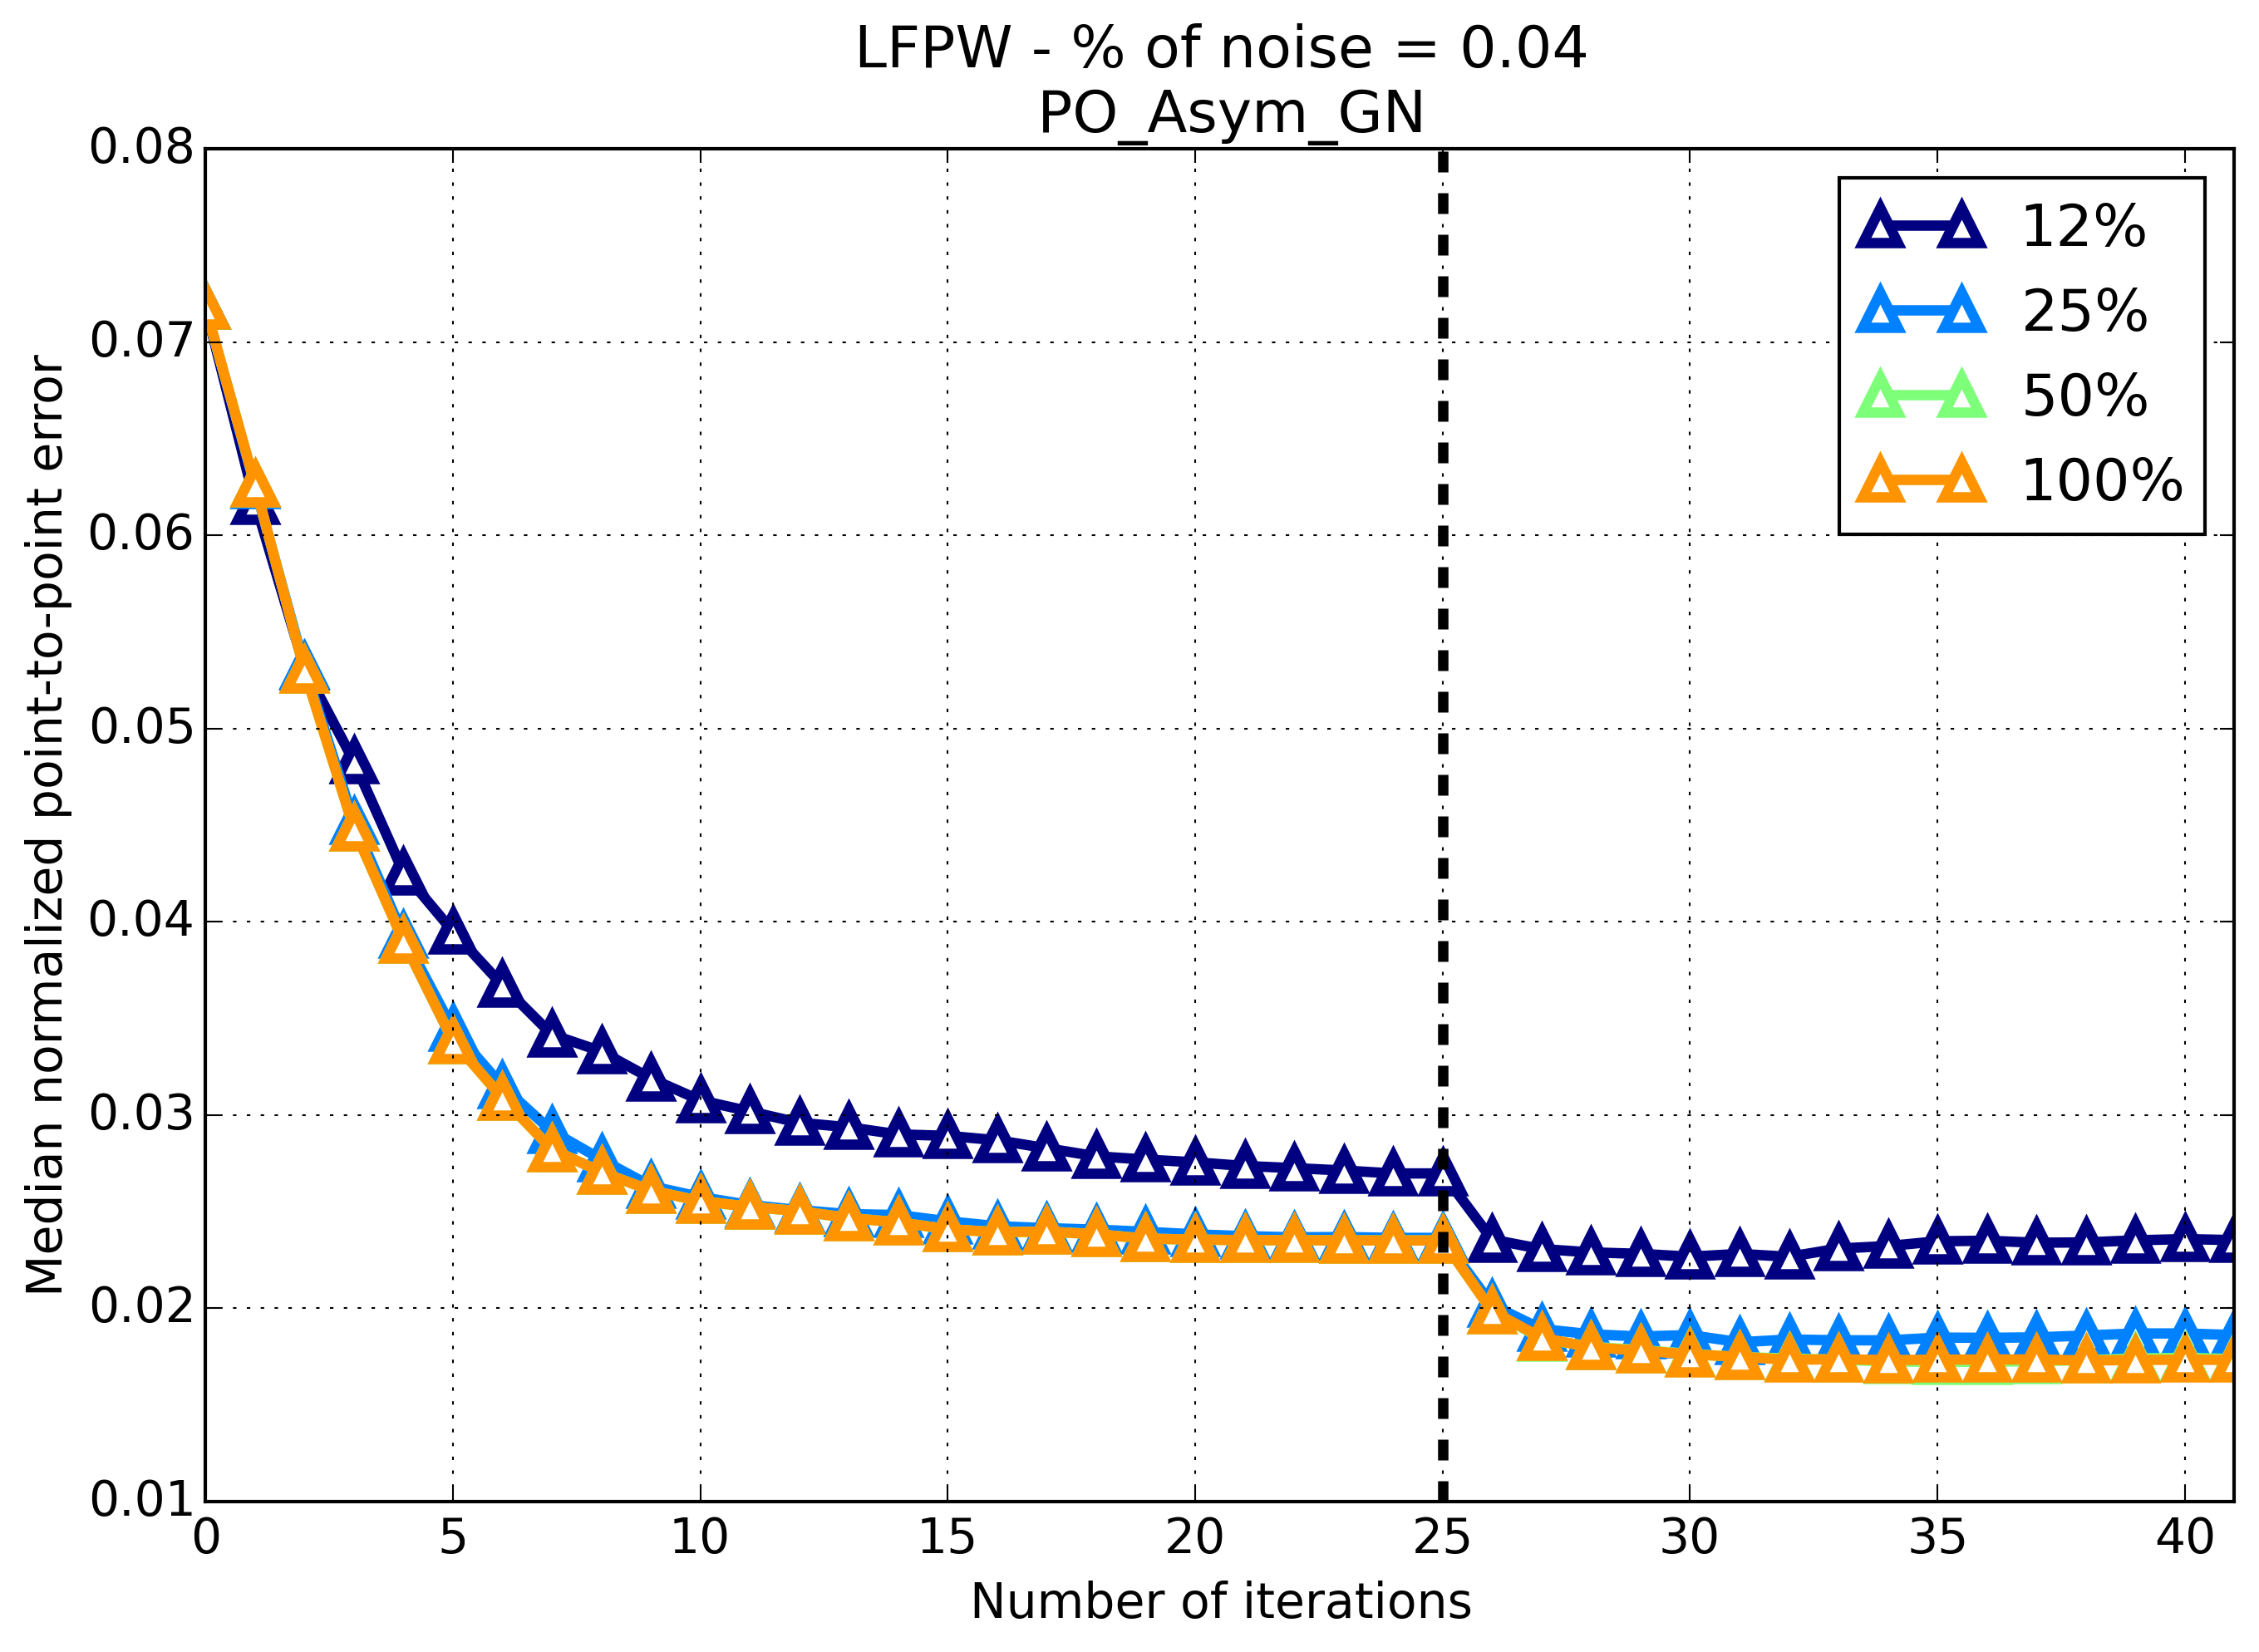 LFPW - % of noise = 0.04
PO_Asym_GN
0.08
0.07
0.06
0.05
0.04
0.03
0.02
0.01
Median normalized point-to-point error
12%
25%
50%
100%
0 5 10 15 20 25 30 35 40
Number of iterations